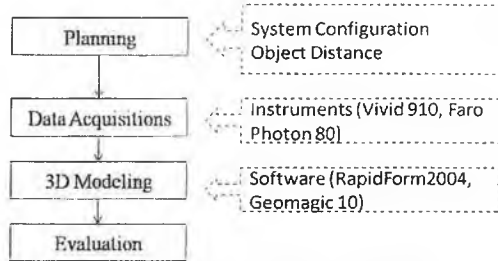 Planning
System Configuration
Object Distance
Data Acquisitions
Instruments (Vivid 910, Faro
Photon 80)
3D Modeling
Software (RapidForm2004,
Geomagic 10)
Evaluation